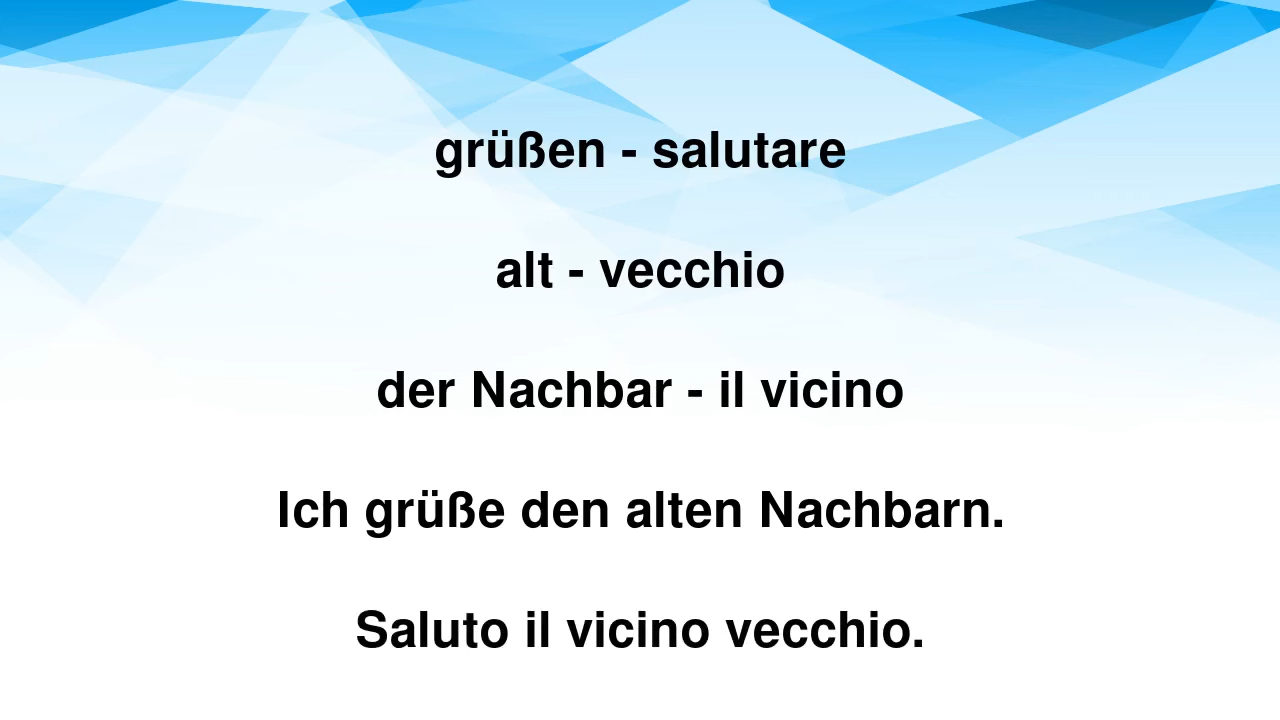 grüßen - salutare
alt - vecchio
der Nachbar - il vicino
Ich grüße den alten Nachbarn.
Saluto il vicino vecchio.